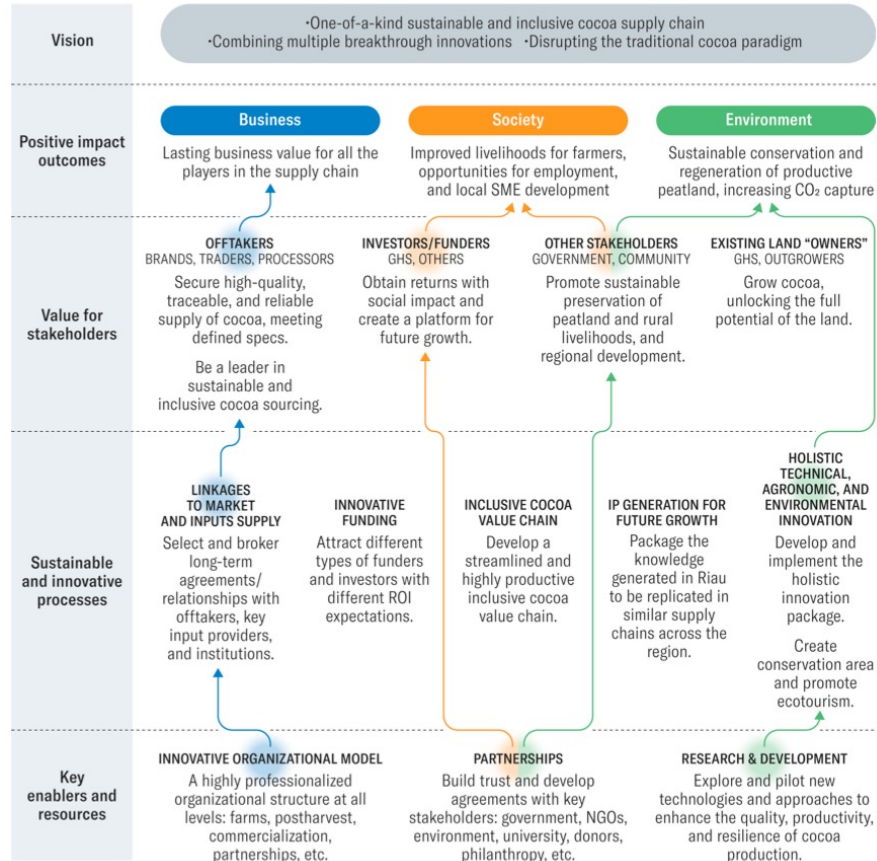 Vision
•One-of-a-kind sustainable and inclusive cocoa supply chain
•Combining multiple breakthrough innovations •Disrupting the traditional cocoa paradigm
Positive impact
outcomes
Business
Lasting business value for all the
players in the supply chain
Society
Improved livelihoods for farmers,
opportunities for employment,
and local SME development
Environment
Sustainable conservation and
regeneration of productive
peatland, increasing CO₂ capture
Value for
stakeholders
OFFTAKERS
BRANDS, TRADERS, PROCESSORS
Secure high-quality,
traceable, and reliable
supply of cocoa, meeting
defined specs.
Be a leader in
sustainable and
inclusive cocoa sourcing.
INVESTORS/FUNDERS
GHS, OTHERS
Obtain returns with
social impact and
create a platform for
future growth.
OTHER STAKEHOLDERS
GOVERNMENT, COMMUNITY
Promote sustainable
preservation of
peatland and rural
livelihoods, and
regional development.
EXISTING LAND “OWNERS”
GHS, OUTGROWERS
Grow cocoa,
unlocking the full
potential of the land.
Sustainable
and innovative
processes
LINKAGES
TO MARKET
AND INPUTS SUPPLY
Select and broker
long-term
agreements/
relationships with
offtakers, key
input providers,
and institutions.
INNOVATIVE
FUNDING
Attract different
types of funders
and investors with
different ROI
expectations.
INCLUSIVE COCOA
VALUE CHAIN
Develop a
streamlined and
highly productive
inclusive cocoa
value chain.
IP GENERATION FOR
FUTURE GROWTH
Package the
knowledge
generated in Riau
to be replicated in
similar supply
chains across the
region.
HOLISTIC
TECHNICAL,
AGRONOMIC, AND
ENVIRONMENTAL
INNOVATION
Develop and
implement the
holistic
innovation
package.
Create
conservation area
and promote
ecotourism.
Key
enablers and
resources
INNOVATIVE ORGANIZATIONAL MODEL
A highly professionalized
organizational structure at all
levels: farms, postharvest,
commercialization,
partnerships, etc.
PARTNERSHIPS
Build trust and develop
agreements with key
stakeholders: government, NGOs,
environment, university, donors,
philanthropy, etc.
RESEARCH & DEVELOPMENT
Explore and pilot new
technologies and approaches to
enhance the quality, productivity,
and resilience of cocoa
production.